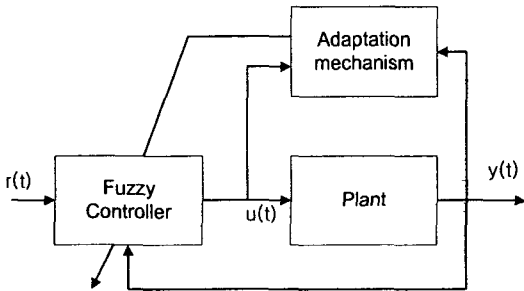 Adaptation
mechanism
r(t)
Fuzzy
Controller
u(t)
Plant
y(t)